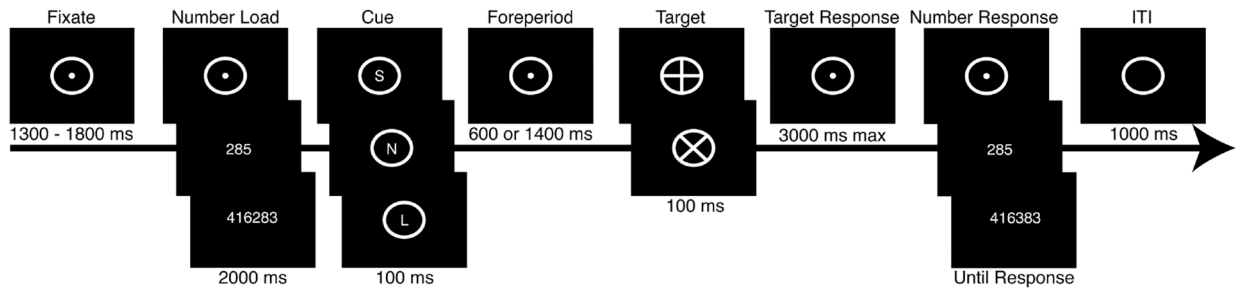 Fixate
Number Load
Cue
Foreperiod
Target
Target Response
Number Response
ITI
S
1300 - 1800 ms
600 or 1400 ms
3000 ms max
1000 ms
285
N
285
416283
L
100 ms
416383
2000 ms
100 ms
Until Response